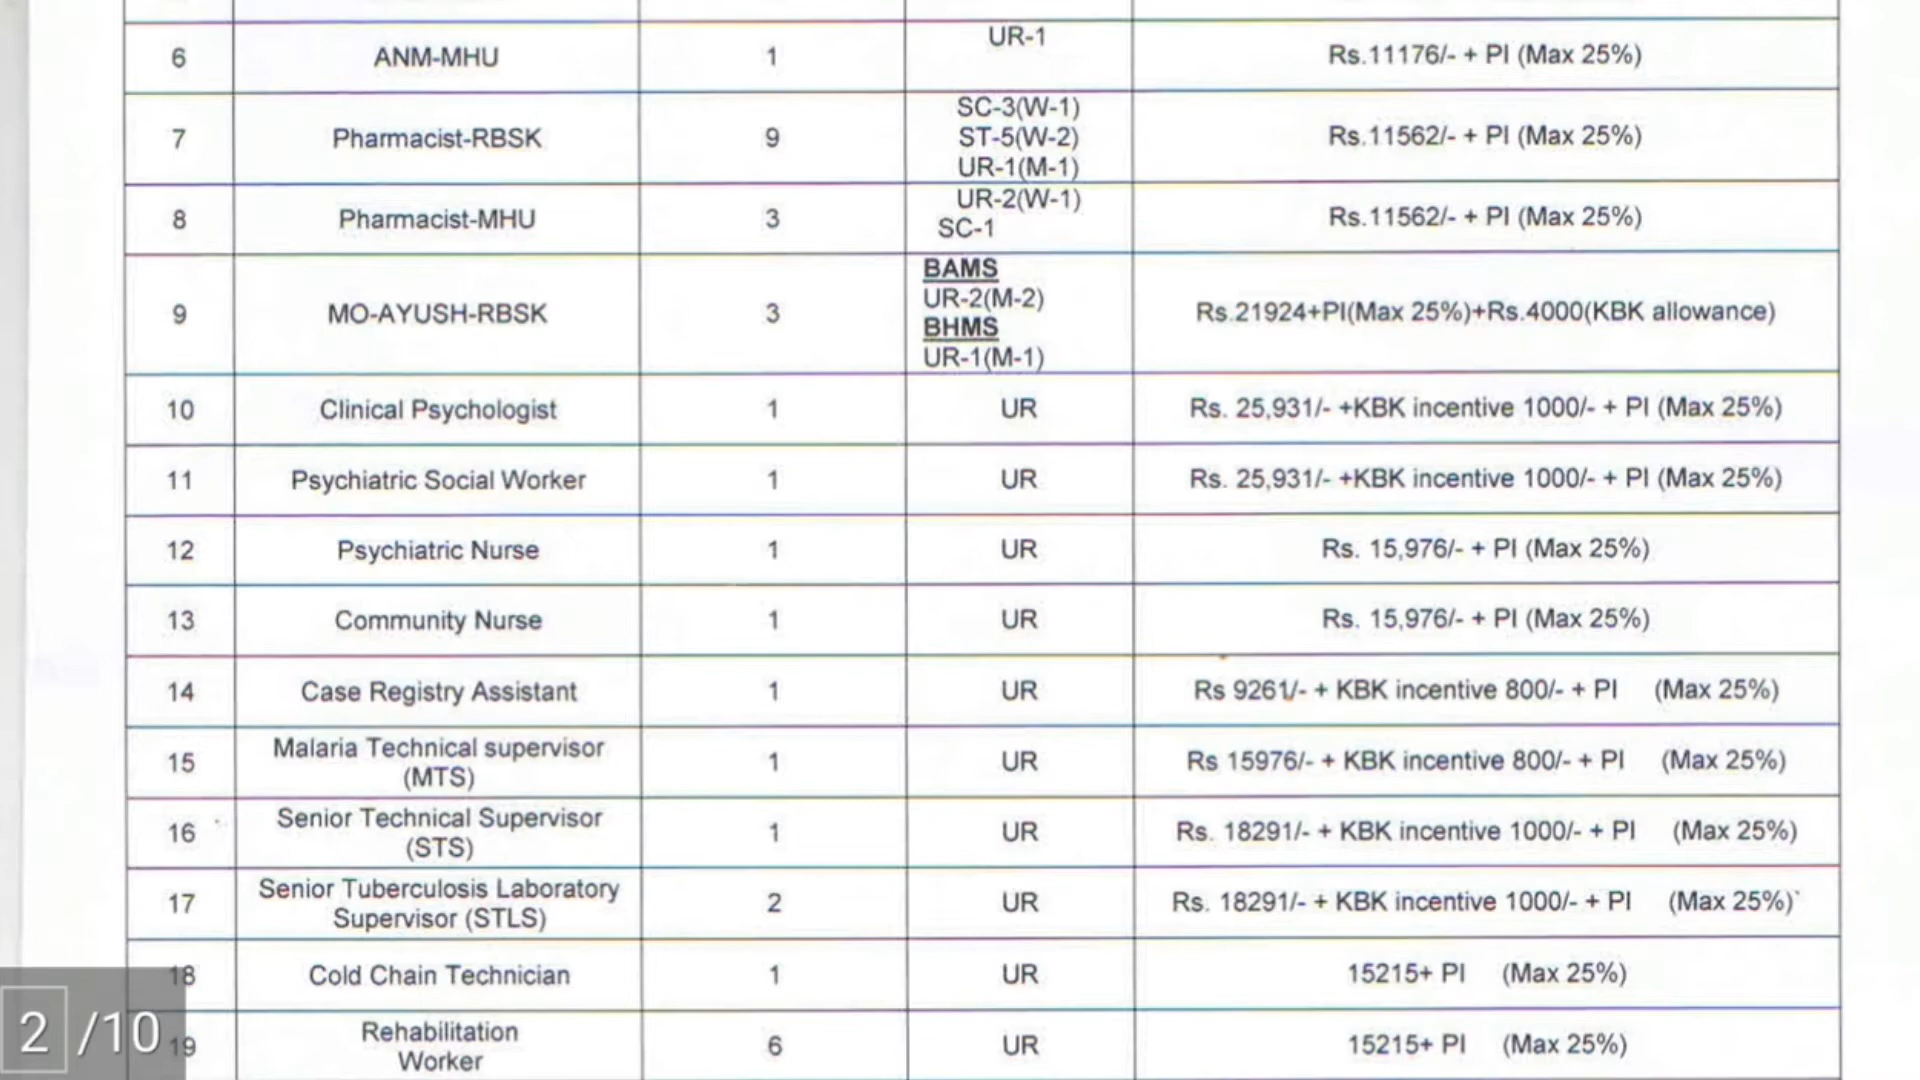 6 ANM-MHU 1 UR-1 Rs.11176/- + PI (Max 25%)
7 Pharmacist-RBSK 9 SC-3(W-1) Rs.11562/- + PI (Max 25%)
ST-5(W-2)
UR-1(M-1)
8 Pharmacist-MHU 3 UR-2(W-1) Rs.11562/- + PI (Max 25%)
SC-1
9 MO-AYUSH-RBSK 3 BAMS Rs.21924+PI(Max 25%)+Rs.4000(KBK allowance)
UR-2(M-2)
BHMS
UR-1(M-1)
10 Clinical Psychologist 1 UR Rs. 25,931/- +KBK incentive 1000/- + PI (Max 25%)
11 Psychiatric Social Worker 1 UR Rs. 25,931/- +KBK incentive 1000/- + PI (Max 25%)
12 Psychiatric Nurse 1 UR Rs. 15,976/- + PI (Max 25%)
13 Community Nurse 1 UR Rs. 15,976/- + PI (Max 25%)
14 Case Registry Assistant 1 UR Rs 9261/- + KBK incentive 800/- + PI (Max 25%)
15 Malaria Technical supervisor 1 UR Rs 15976/- + KBK incentive 800/- + PI (Max 25%)
(MTS)
16 Senior Technical Supervisor 1 UR Rs. 18291/- + KBK incentive 1000/- + PI (Max 25%)
(STS)
17 Senior Tuberculosis Laboratory 2 UR Rs. 18291/- + KBK incentive 1000/- + PI (Max 25%)
Supervisor (STLS)
18 Cold Chain Technician 1 UR 15215+ PI (Max 25%)
19 Rehabilitation 6 UR 15215+ PI (Max 25%)
Worker
2 /10